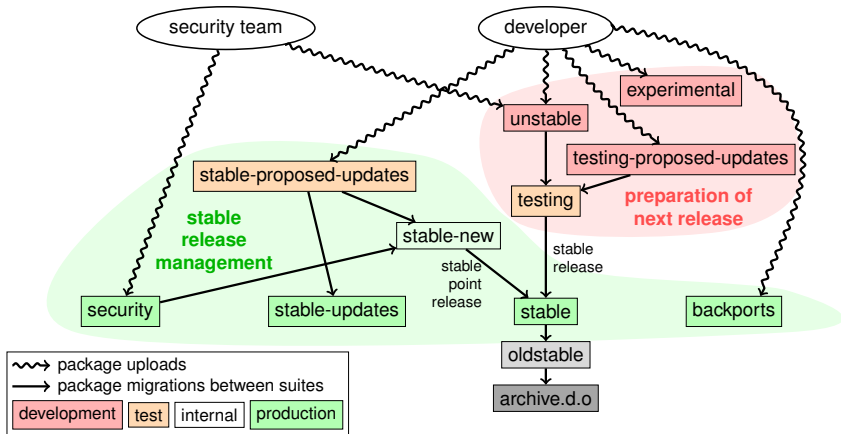 security team
developer
experimental
unstable
testing-proposed-updates
stable-proposed-updates
testing
preparation of
next release
stable
release
management
stable-new
stable
release
stable
point
release
security
stable-updates
stable
backports
oldstable
archive.d.o
package uploads
package migrations between suites
development
test
internal
production